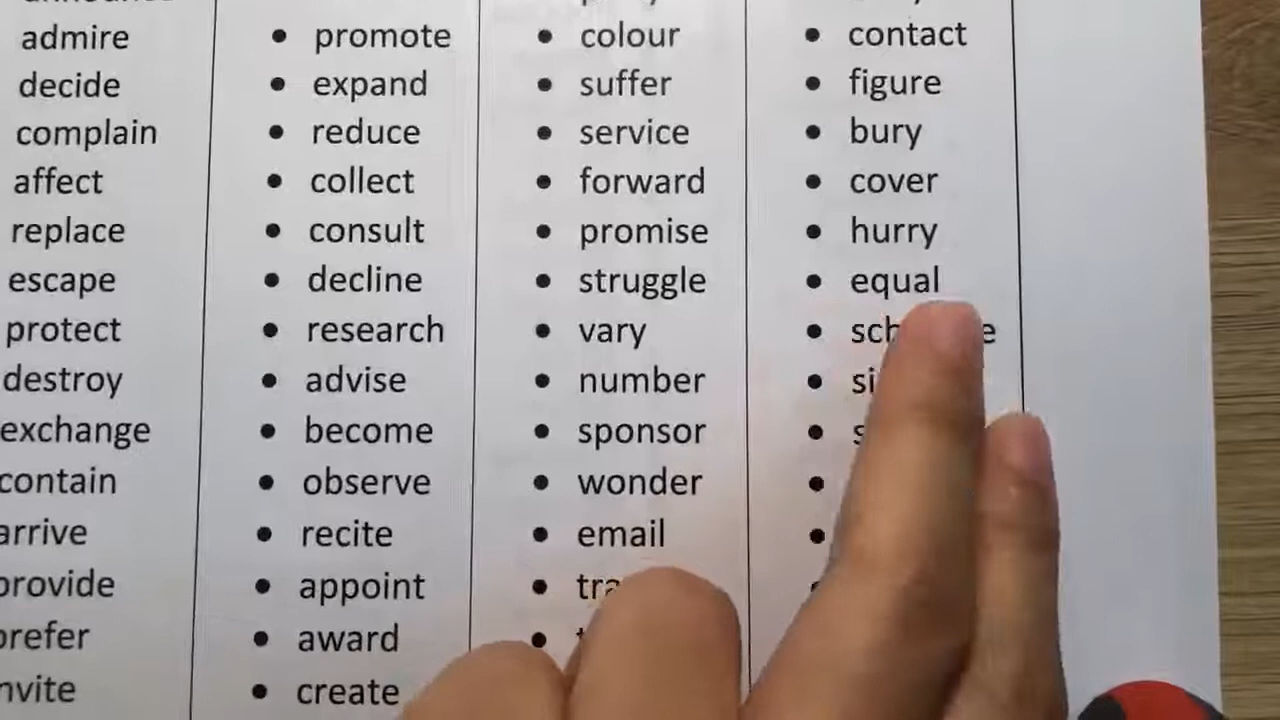 admire
decide
complain
affect
replace
escape
protect
destroy
exchange
contain
arrive
provide
prefer
• promote
• expand
• reduce
• collect
• consult
• decline
• research
• advise
• become
• observe
• recite
• appoint
• award
• create
• colour
• suffer
• service
• forward
• promise
• struggle
• vary
• number
• sponsor
• wonder
• email
• contact
• figure
• bury
• cover
• hurry
• equal